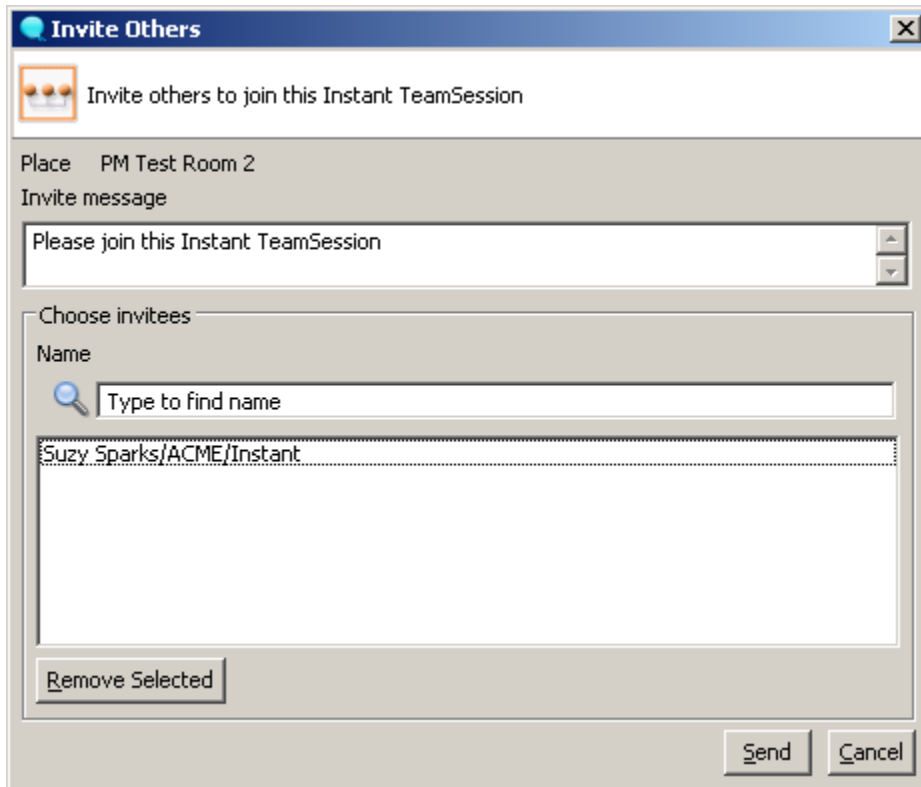 Invite Others
Invite others to join this Instant TeamSession
Place PM Test Room 2
Invite message
Please join this Instant TeamSession
Choose invitees
Name
Type to find name
Suzy Sparks/ACME/Instant
Remove Selected
Send Cancel